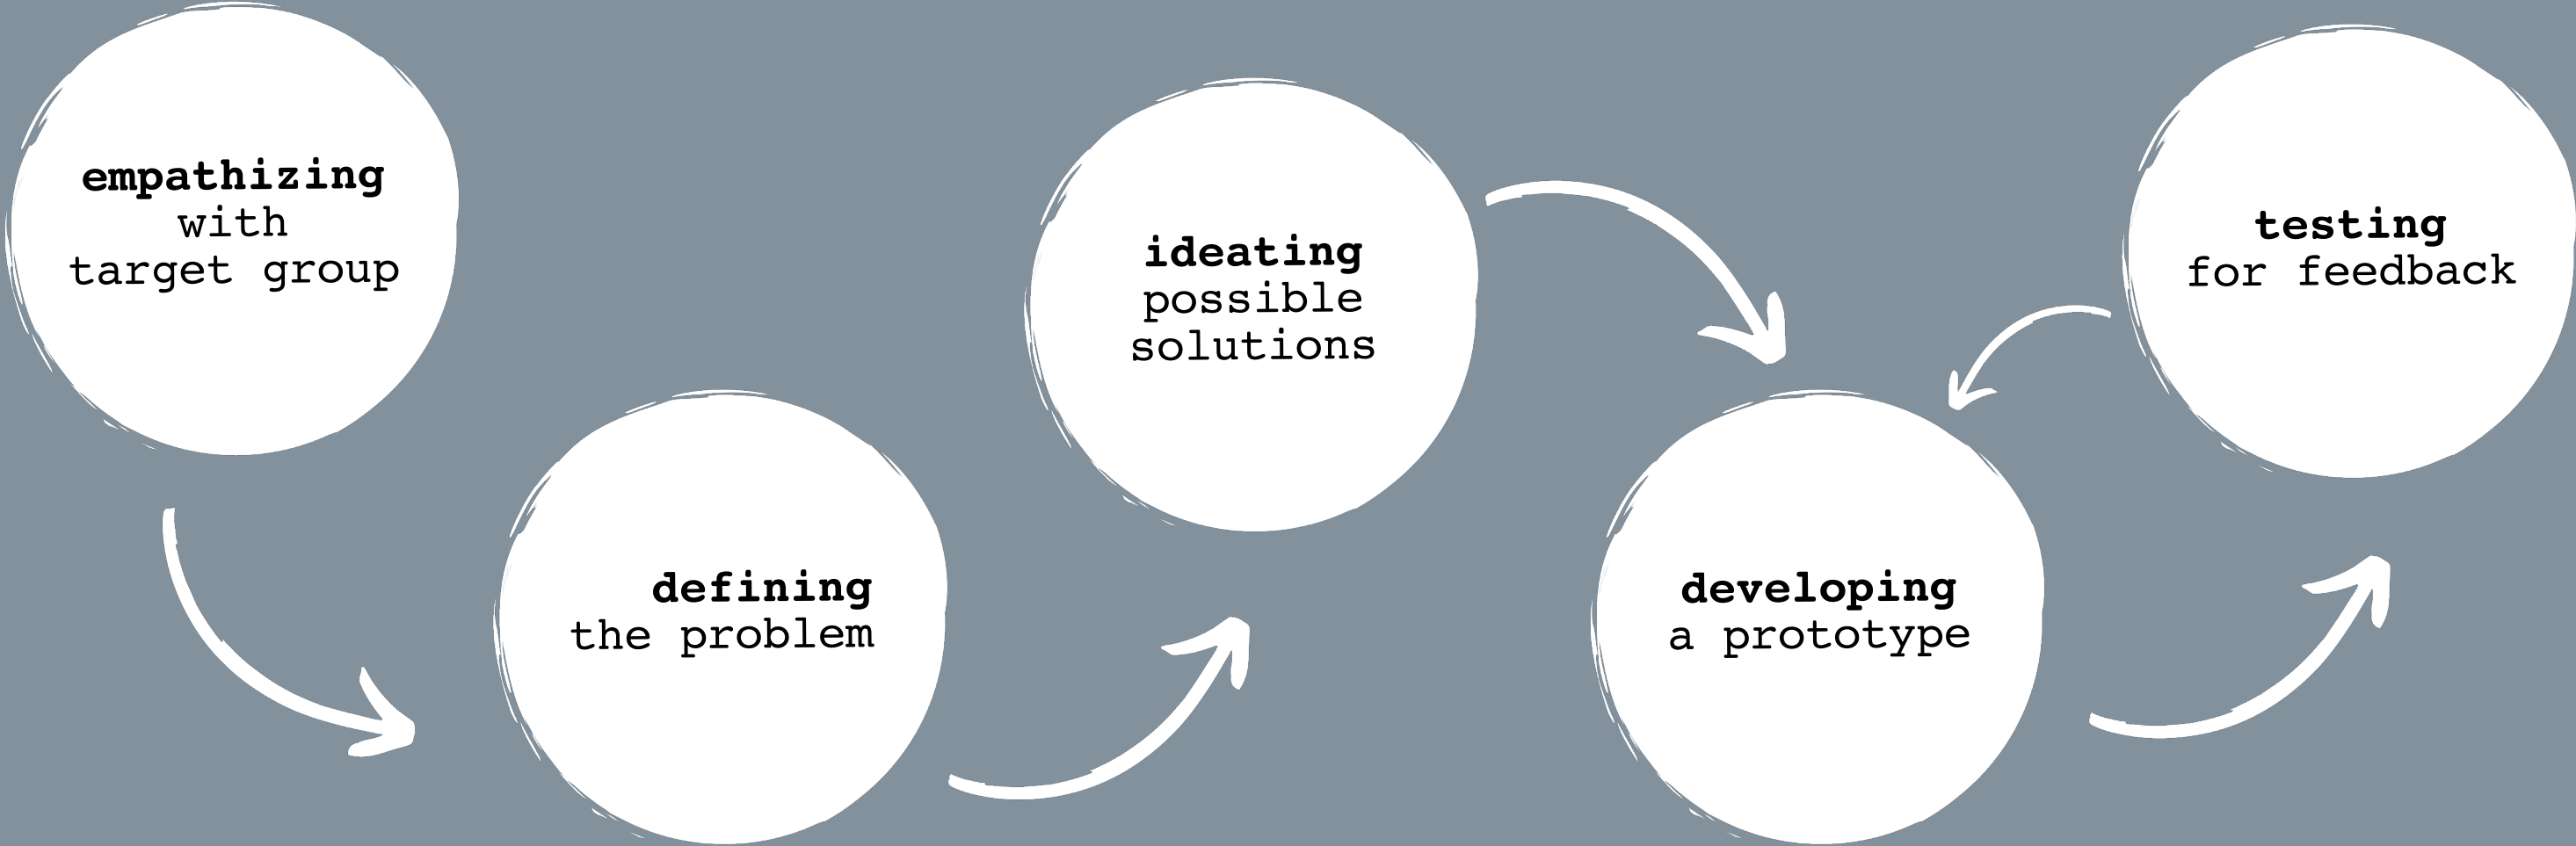 empathizing
with
target group
defining
the problem
ideating
possible
solutions
developing
a prototype
testing
for feedback